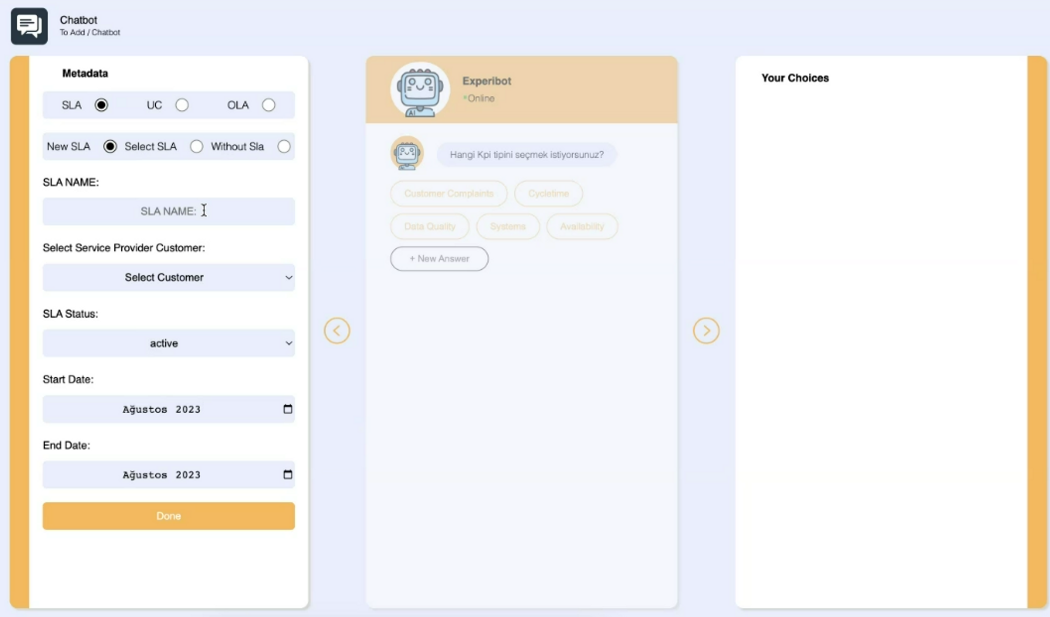 Chatbot
To Add / Chatbot
Metadata
SLA UC OLA
New SLA Select SLA Without Sla
SLA NAME:
SLA NAME:
Select Service Provider Customer:
Select Customer
SLA Status:
active
Start Date:
Ağustos 2023
End Date:
Ağustos 2023
Done
Experibot
Online
AI
Hangi Kpi tipini seçmek istiyorsunuz?
Customer Complaints Cycletime
Data Quality Systems Availability
+ New Answer
Your Choices